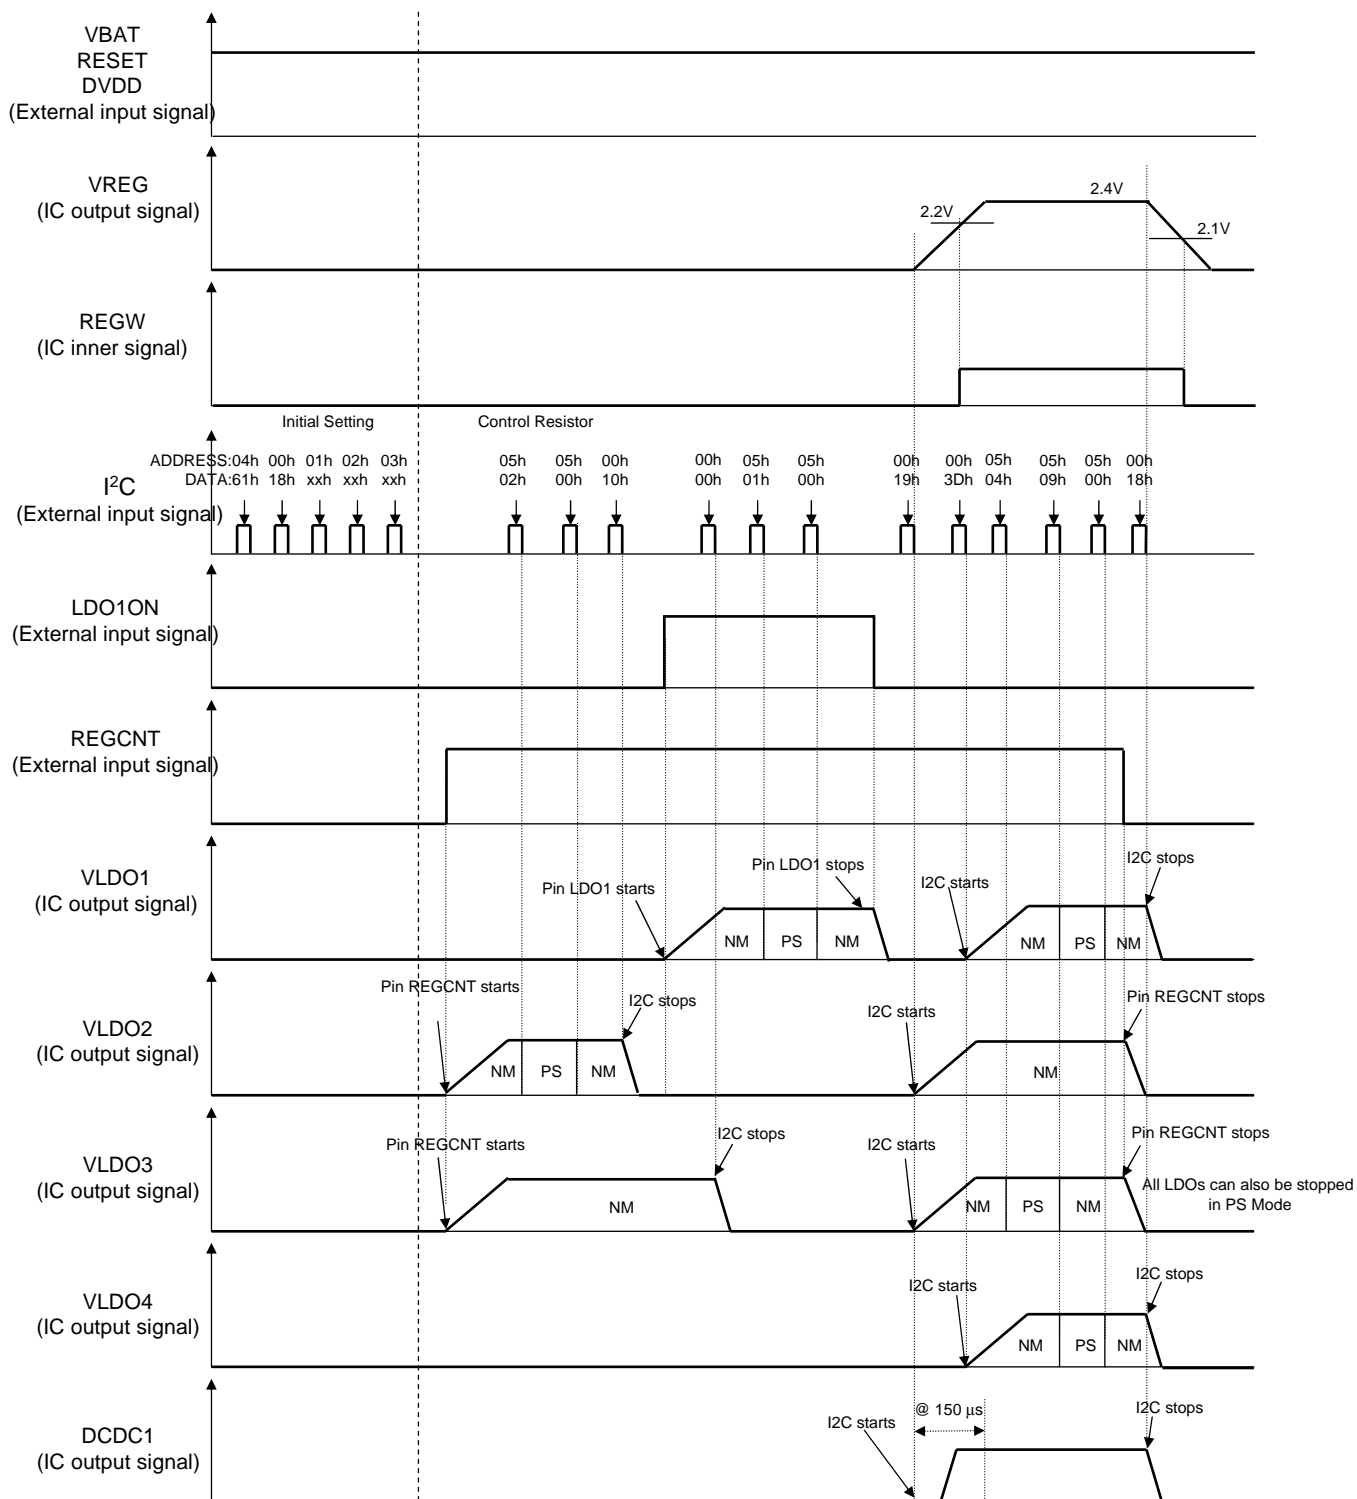 VBAT
RESET
DVDD
(External input signal)
VREG
(IC output signal)
2.2V
2.4V
2.1V
REGW
(IC inner signal)
Initial Setting
Control Resistor
I2C
(External input signal)
ADDRESS:04h 00h 01h 02h 03h 05h 05h 00h 00h 05h 05h 00h 00h 05h 05h 05h 00h
DATA:61h 18h xxh xxh xxh 02h 00h 10h 00h 01h 00h 19h 3Dh 04h 09h 00h 18h
LDO1ON
(External input signal)
REGCNT
(External input signal)
VLDO1
(IC output signal)
Pin LDO1 starts
Pin LDO1 stops
I2C starts
I2C stops
NM PS NM NM PS NM
VLDO2
(IC output signal)
Pin REGCNT starts
I2C stops
I2C starts
Pin REGCNT stops
NM PS NM NM
VLDO3
(IC output signal)
Pin REGCNT starts
I2C stops
I2C starts
Pin REGCNT stops
NM NM PS NM
All LDOs can also be stopped
in PS Mode
VLDO4
(IC output signal)
I2C starts
I2C stops
NM PS NM
DCDC1
(IC output signal)
I2C starts
@ 150 μs
I2C stops